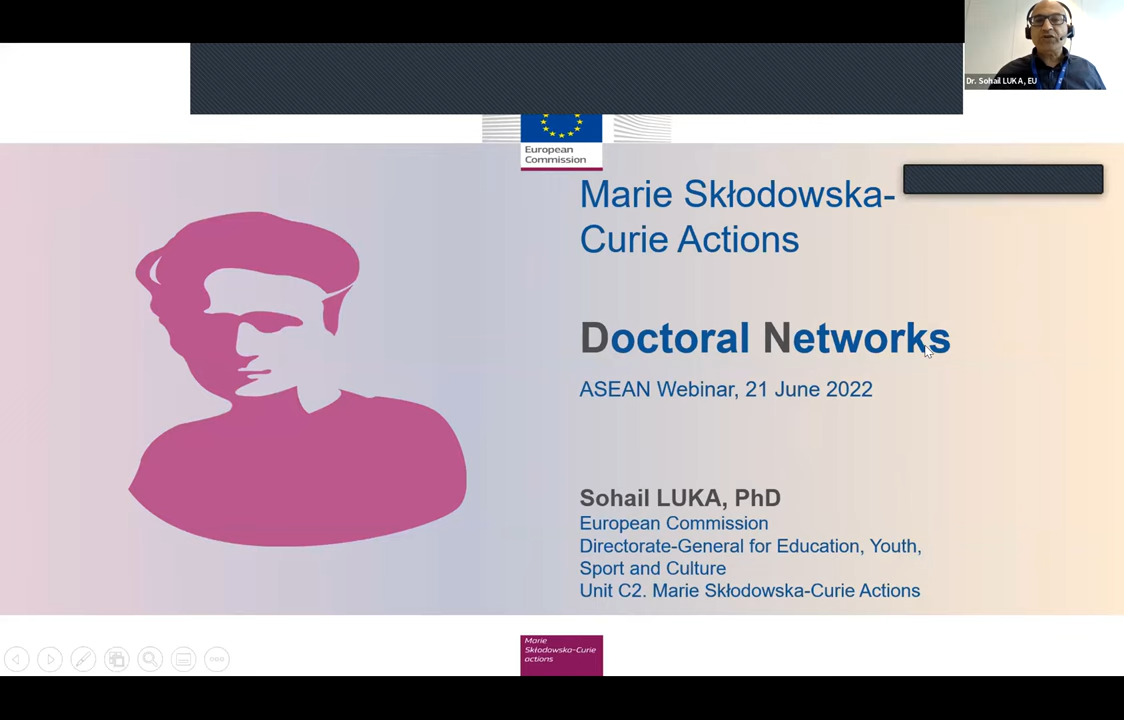 Dr. Sohail LUKA, EU
European
Commission
Marie Skłodowska-
Curie Actions
Doctoral Networks
ASEAN Webinar, 21 June 2022
Sohail LUKA, PhD
European Commission
Directorate-General for Education, Youth,
Sport and Culture
Unit C2. Marie Skłodowska-Curie Actions
Marie
Skłodowska-Curie
actions